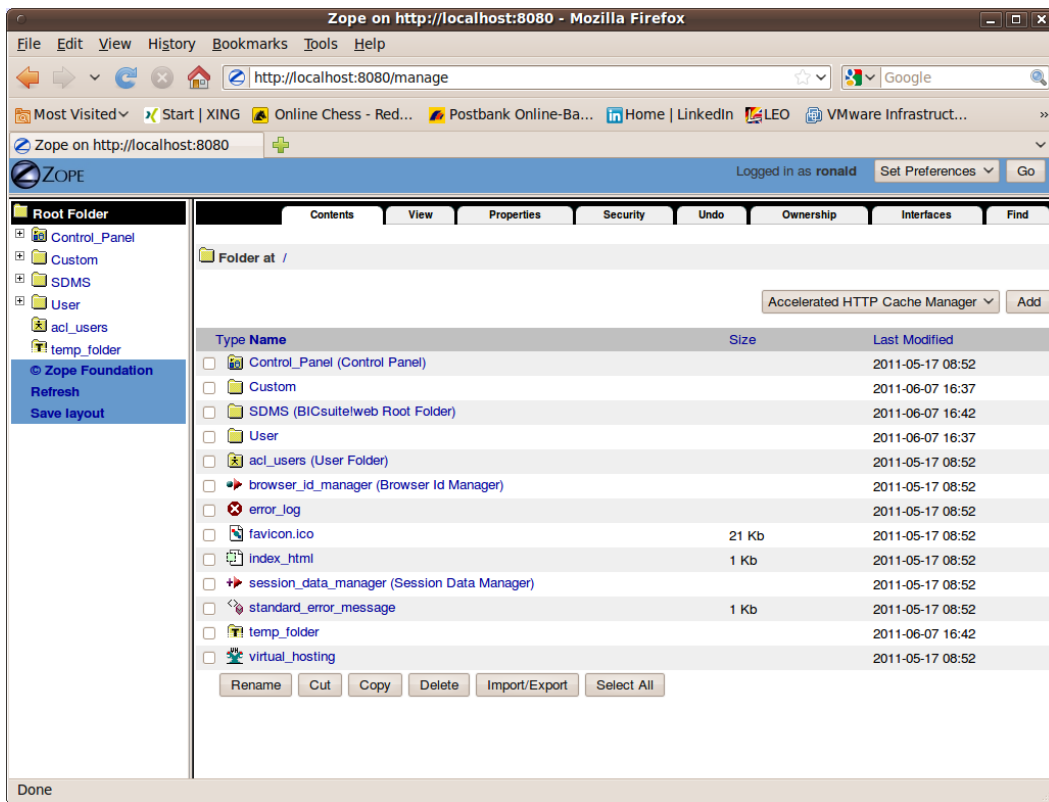 Zope on http://localhost:8080 - Mozilla Firefox
File Edit View History Bookmarks Tools Help
http://localhost:8080/manage Google
Most Visited Start | XING Online Chess - Red... Postbank Online-Ba... Home | LinkedIn LEO VMware Infrastruct... »
Zope on http://localhost:8080
ZOPE Logged in as ronald Set Preferences Go
Root Folder
Control_Panel
Custom
SDMS
User
acl_users
temp_folder
© Zope Foundation
Refresh
Save layout
Contents View Properties Security Undo Ownership Interfaces Find
Folder at /
Accelerated HTTP Cache Manager Add
Type Name Size Last Modified
Control_Panel (Control Panel) 2011-05-17 08:52
Custom 2011-06-07 16:37
SDMS (BICsuite!web Root Folder) 2011-06-07 16:42
User 2011-06-07 16:37
acl_users (User Folder) 2011-05-17 08:52
browser_id_manager (Browser Id Manager) 2011-05-17 08:52
error_log 2011-05-17 08:52
favicon.ico 21 Kb 2011-05-17 08:52
index_html 1 Kb 2011-05-17 08:52
session_data_manager (Session Data Manager) 2011-05-17 08:52
standard_error_message 1 Kb 2011-05-17 08:52
temp_folder 2011-06-07 16:42
virtual_hosting 2011-05-17 08:52
Rename Cut Copy Delete Import/Export Select All
Done